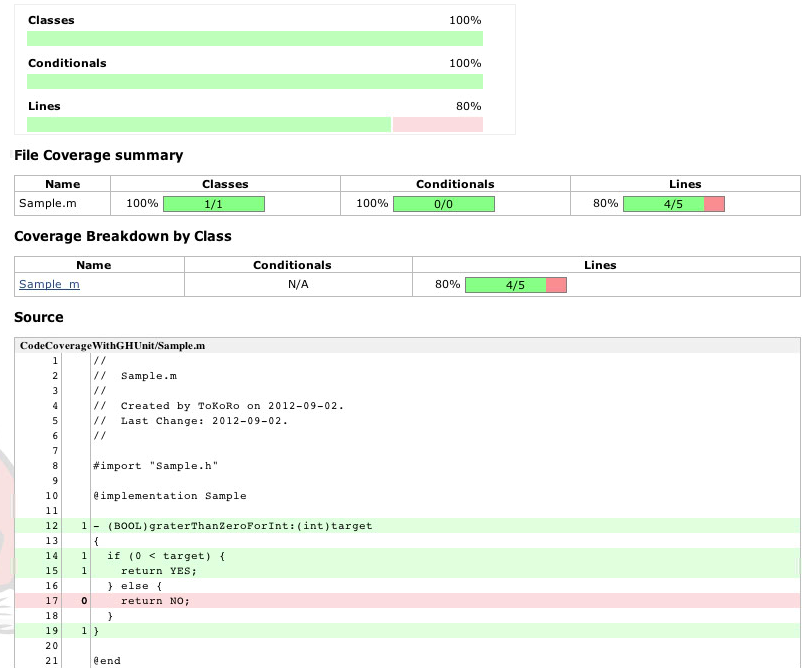 Classes 100%
Conditionals 100%
Lines 80%
File Coverage summary
Name Classes Conditionals Lines
Sample.m 100% 1/1 100% 0/0 80% 4/5
Coverage Breakdown by Class
Name Conditionals Lines
Sample_m N/A 80% 4/5
Source
CodeCoverageWithGHUnit/Sample.m
1 //
2 //  Sample.m
3 //
4 //  Created by ToKoRo on 2012-09-02.
5 //  Last Change: 2012-09-02.
6 //
7
8 #import "Sample.h"
9
10 @implementation Sample
11
12 1 - (BOOL)graterThanZeroForInt:(int)target
13 {
14 1   if (0 < target) {
15 1     return YES;
16   } else {
17 0     return NO;
18   }
19 1 }
20
21 @end